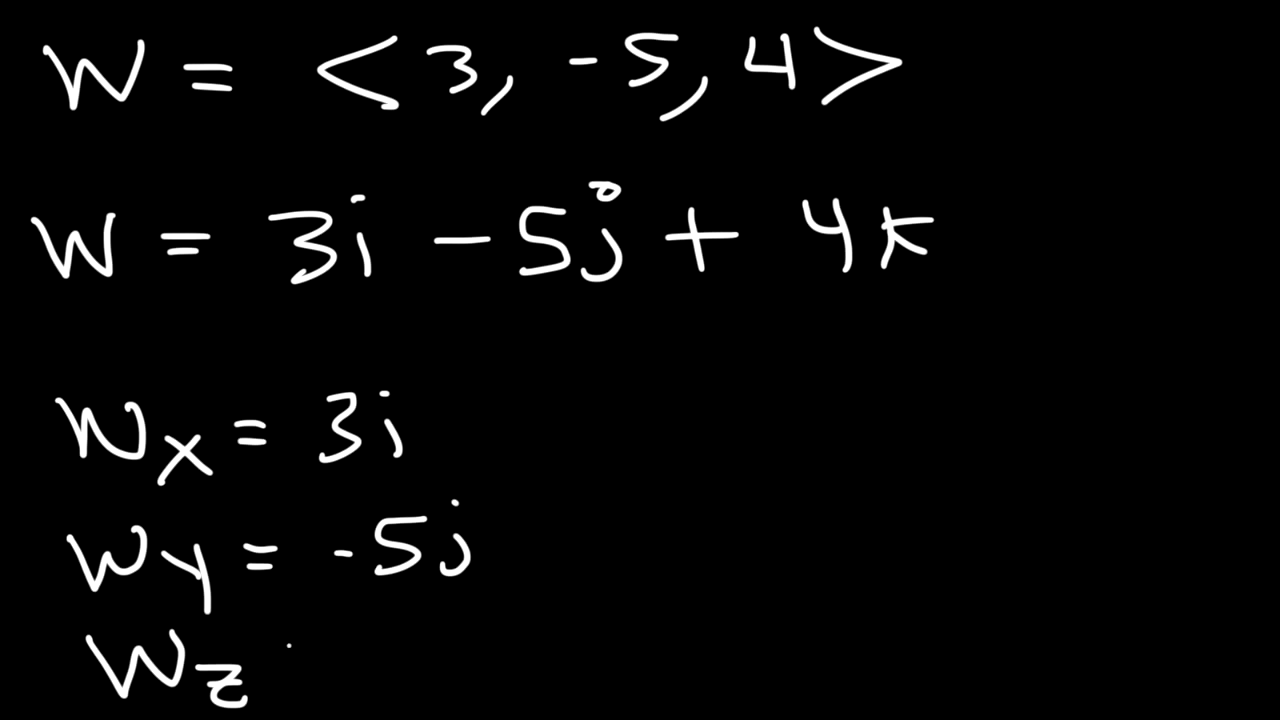 W = <3, -5, 4>
W = 3i - 5j + 4k
Wx = 3i
Wy = -5j
Wz